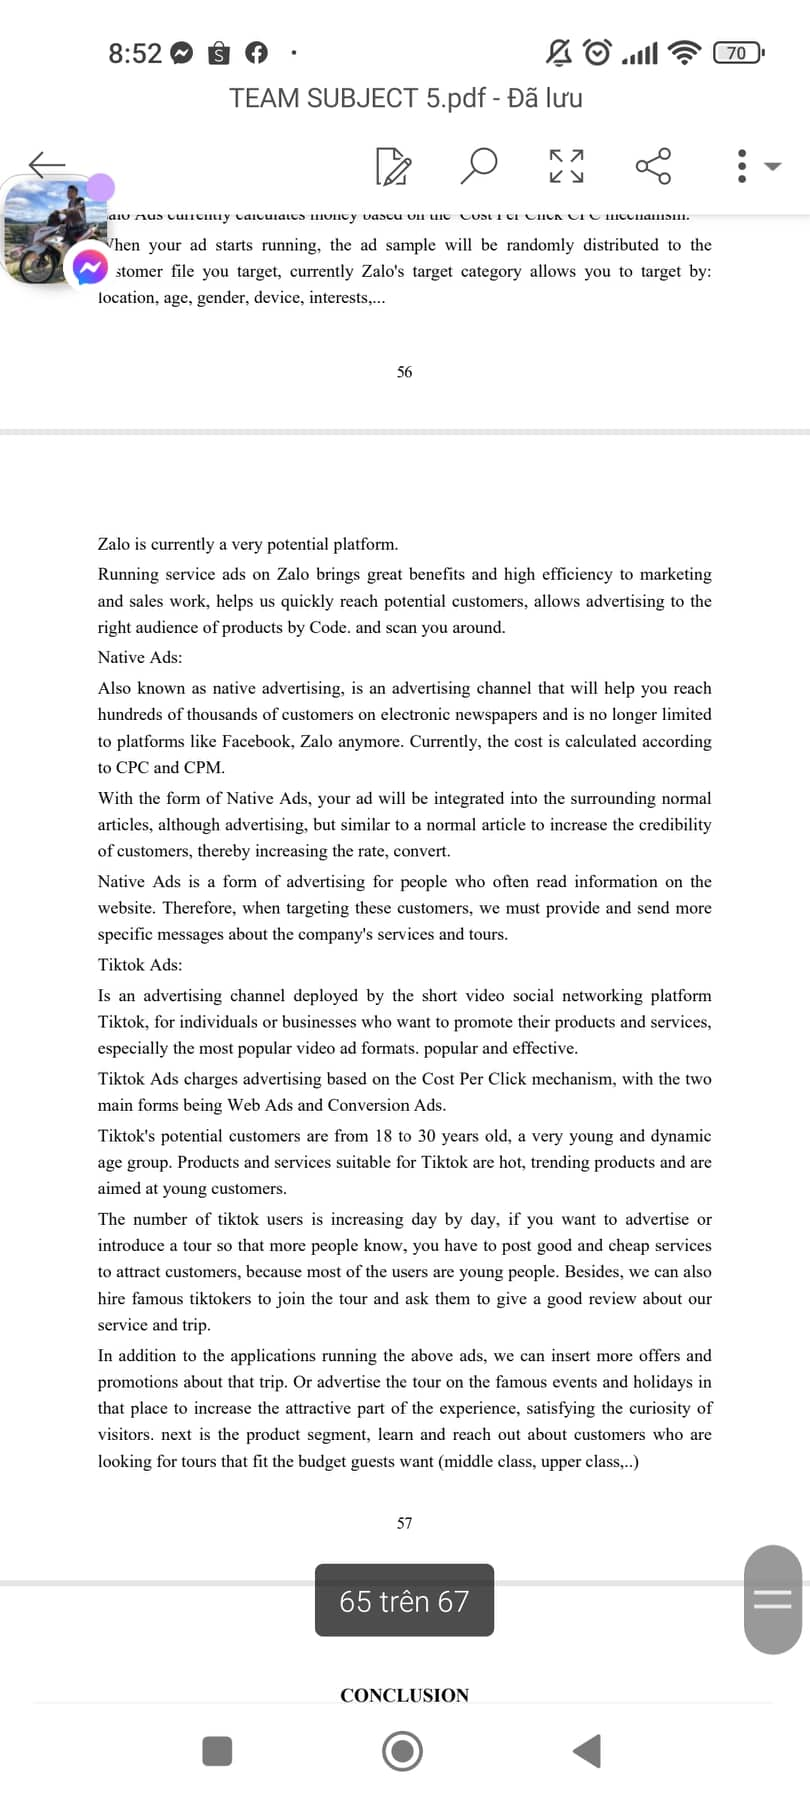 8:52
70
TEAM SUBJECT 5.pdf - Đã lưu
Ads currently calculates money based on the Cost Per Click CPC mechanism.
When your ad starts running, the ad sample will be randomly distributed to the
stomer file you target, currently Zalo's target category allows you to target by:
location, age, gender, device, interests,...
56
Zalo is currently a very potential platform.
Running service ads on Zalo brings great benefits and high efficiency to marketing
and sales work, helps us quickly reach potential customers, allows advertising to the
right audience of products by Code. and scan you around.
Native Ads:
Also known as native advertising, is an advertising channel that will help you reach
hundreds of thousands of customers on electronic newspapers and is no longer limited
to platforms like Facebook, Zalo anymore. Currently, the cost is calculated according
to CPC and CPM.
With the form of Native Ads, your ad will be integrated into the surrounding normal
articles, although advertising, but similar to a normal article to increase the credibility
of customers, thereby increasing the rate, convert.
Native Ads is a form of advertising for people who often read information on the
website. Therefore, when targeting these customers, we must provide and send more
specific messages about the company's services and tours.
Tiktok Ads:
Is an advertising channel deployed by the short video social networking platform
Tiktok, for individuals or businesses who want to promote their products and services,
especially the most popular video ad formats. popular and effective.
Tiktok Ads charges advertising based on the Cost Per Click mechanism, with the two
main forms being Web Ads and Conversion Ads.
Tiktok's potential customers are from 18 to 30 years old, a very young and dynamic
age group. Products and services suitable for Tiktok are hot, trending products and are
aimed at young customers.
The number of tiktok users is increasing day by day, if you want to advertise or
introduce a tour so that more people know, you have to post good and cheap services
to attract customers, because most of the users are young people. Besides, we can also
hire famous tiktokers to join the tour and ask them to give a good review about our
service and trip.
In addition to the applications running the above ads, we can insert more offers and
promotions about that trip. Or advertise the tour on the famous events and holidays in
that place to increase the attractive part of the experience, satisfying the curiosity of
visitors. next is the product segment, learn and reach out about customers who are
looking for tours that fit the budget guests want (middle class, upper class,..)
57
65 trên 67
CONCLUSION